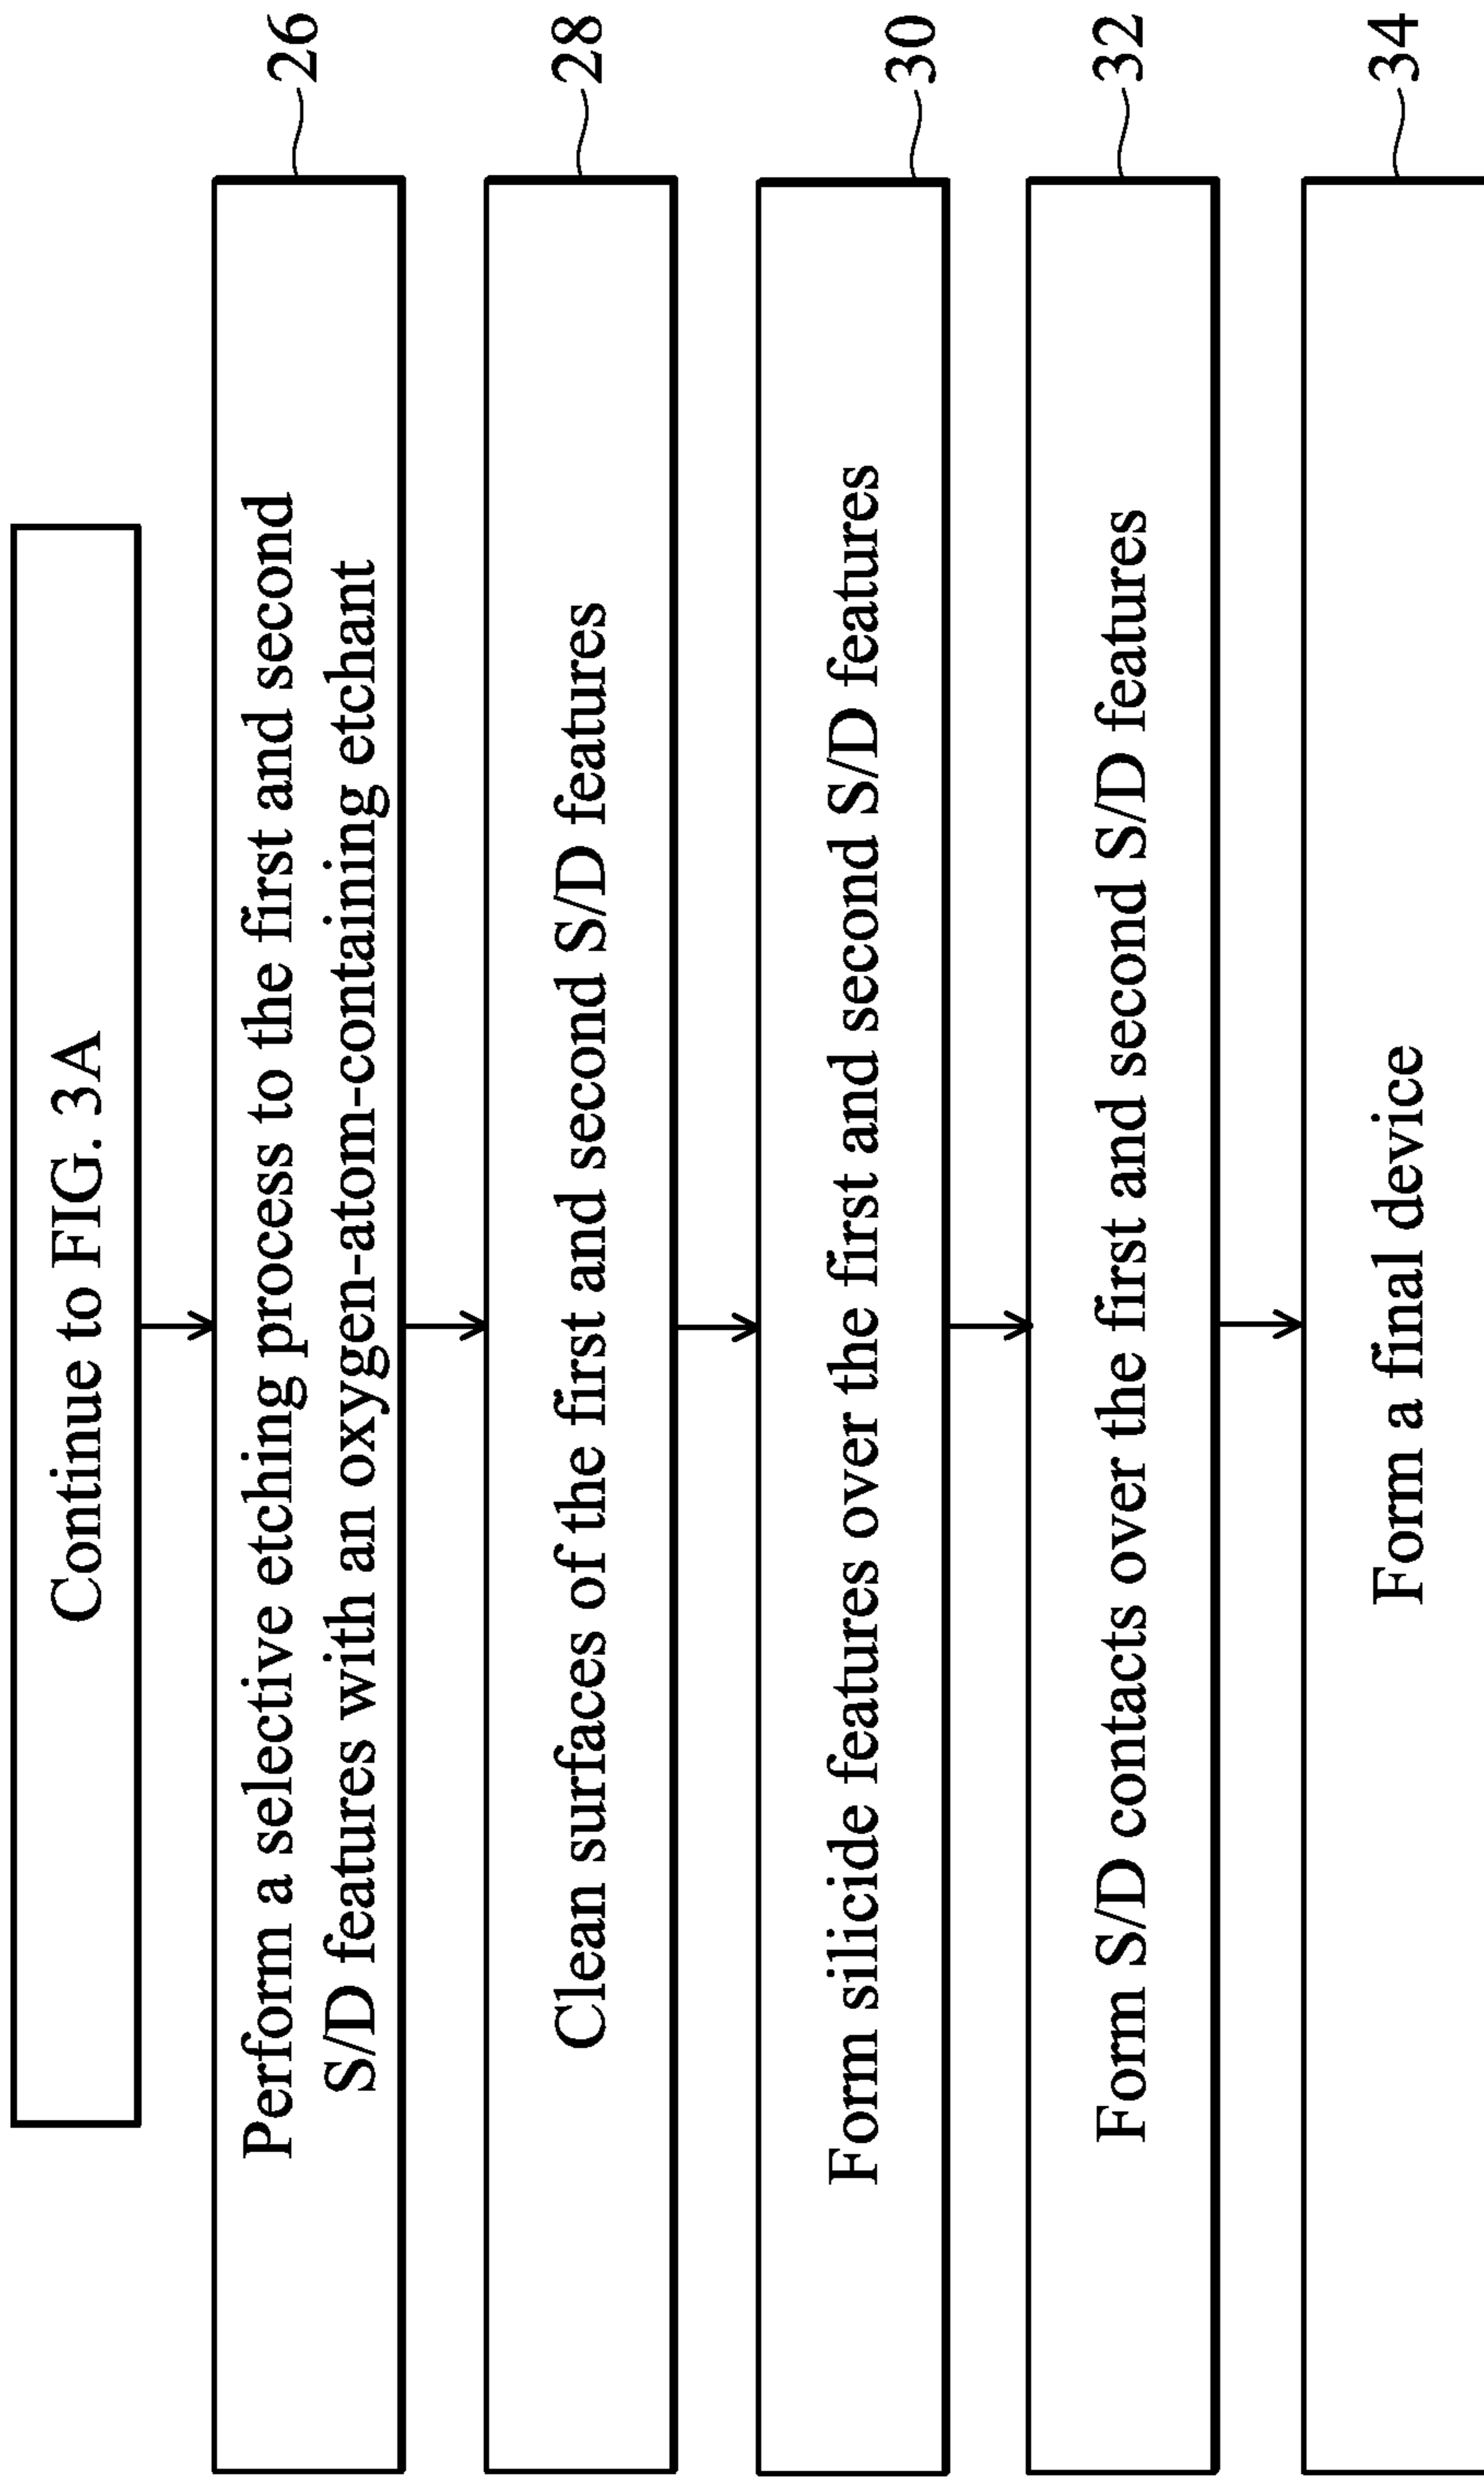 Continue to FIG. 3A
Perform a selective etching process to the first and second
S/D features with an oxygen-atom-containing etchant
26
Clean surfaces of the first and second S/D features
28
Form silicide features over the first and second S/D features
30
Form S/D contacts over the first and second S/D features
32
Form a final device
34